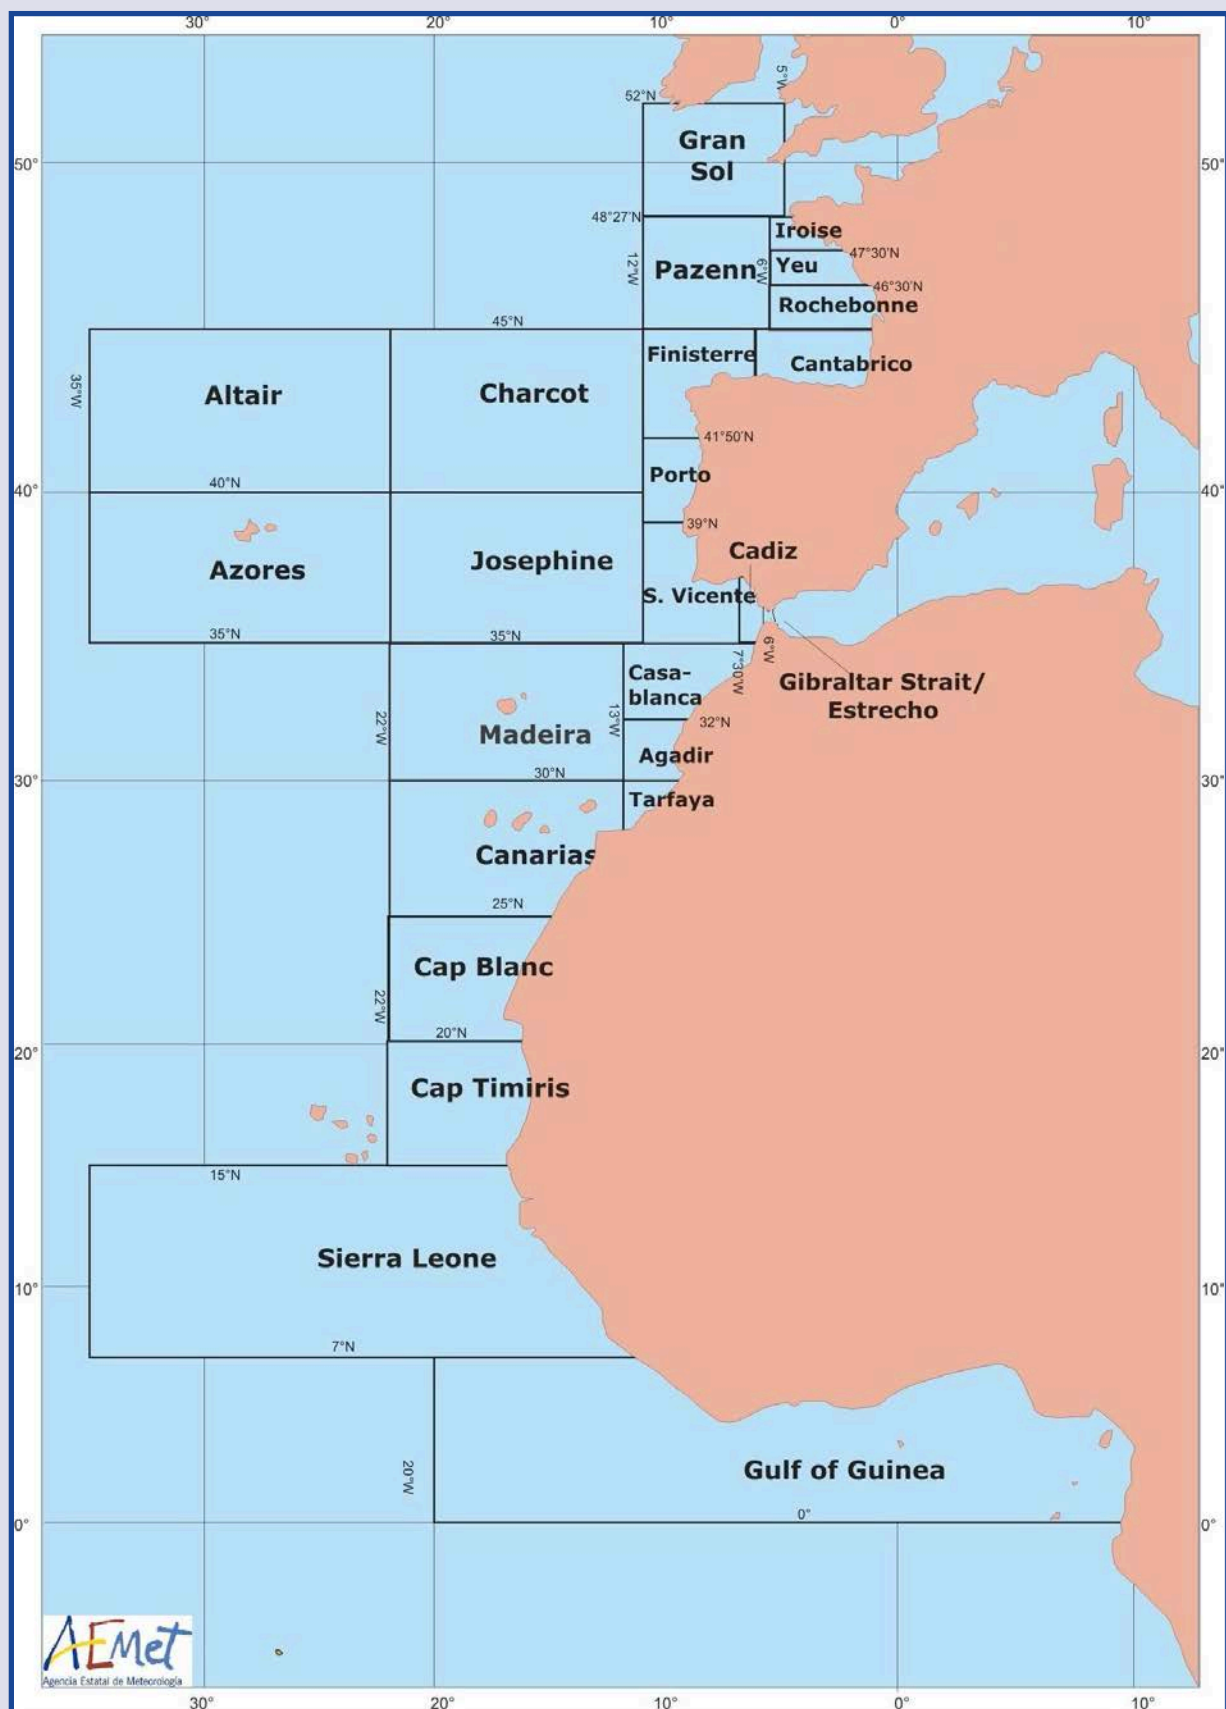 30°
20°
10°
0°
10°
5°W
52°N
Gran
Sol
50°
50°
48°27'N
Iroise
47°30'N
12°W
Pazenn
6°W
Yeu
46°30'N
Rochebonne
45°N
Finisterre
Cantabrico
35°W
Altair
Charcot
41°50'N
Porto
40°
40°N
40°
39°N
Cadiz
Azores
Josephine
S. Vicente
35°N
35°N
7°30'W
6°W
Casa-
blanca
Gibraltar Strait/
Estrecho
22°W
Madeira
13°W
32°N
Agadir
30°
30°N
30°
Tarfaya
Canarias
25°N
Cap Blanc
22°W
20°N
20°
20°
Cap Timiris
15°N
Sierra Leone
10°
10°
7°N
20°W
Gulf of Guinea
0°
0°
0°
AEMet
Agencia Estatal de Meteorología
30°
20°
10°
0°
10°